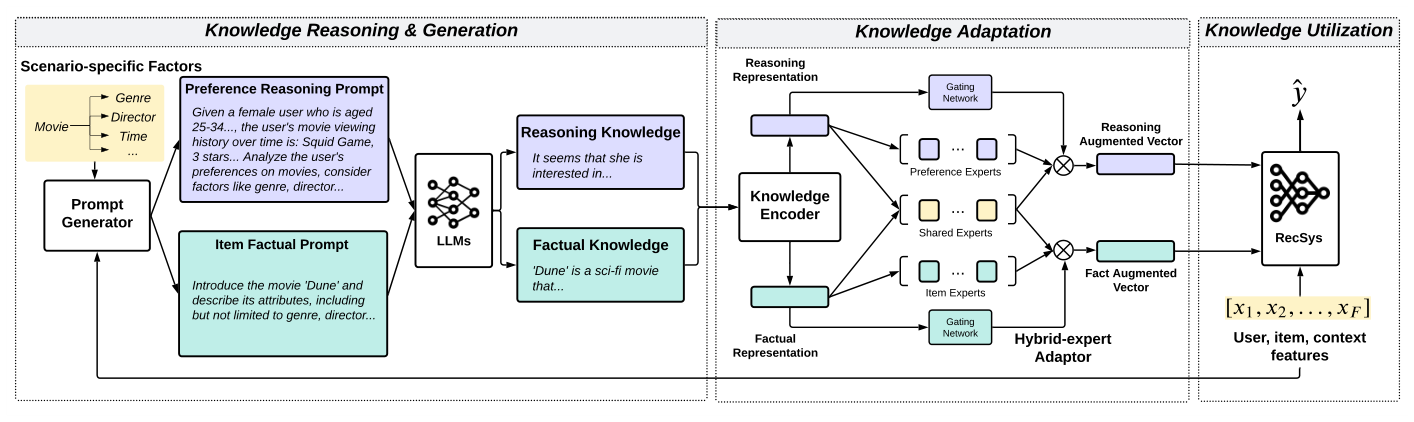 Knowledge Reasoning & Generation
Scenario-specific Factors
Movie
Genre
Director
Time
...
Prompt
Generator
Preference Reasoning Prompt
Given a female user who is aged
25-34..., the user's movie viewing
history over time is: Squid Game,
3 stars... Analyze the user's
preferences on movies, consider
factors like genre, director...
Item Factual Prompt
Introduce the movie 'Dune' and
describe its attributes, including
but not limited to genre, director...
LLMs
Reasoning Knowledge
It seems that she is
interested in...
Factual Knowledge
'Dune' is a sci-fi movie
that...
Knowledge Adaptation
Reasoning
Representation
Knowledge
Encoder
Factual
Representation
Gating
Network
...
Preference Experts
...
Shared Experts
...
Item Experts
Gating
Network
Hybrid-expert
Adaptor
Reasoning
Augmented Vector
Fact Augmented
Vector
Knowledge Utilization
ŷ
RecSys
[x₁, x₂, . . . , x_F]
User, item, context
features